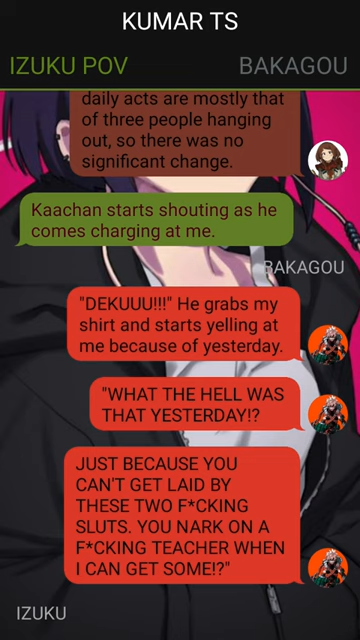 KUMAR TS
IZUKU POV
BAKAGOU
daily acts are mostly that
of three people hanging
out, so there was no
significant change.
Kaachan starts shouting as he
comes charging at me.
BAKAGOU
"DEKUUU!!!" He grabs my
shirt and starts yelling at
me because of yesterday.
"WHAT THE HELL WAS
THAT YESTERDAY!?
JUST BECAUSE YOU
CAN'T GET LAID BY
THESE TWO F*CKING
SLUTS. YOU NARK ON A
F*CKING TEACHER WHEN
I CAN GET SOME!?"
IZUKU